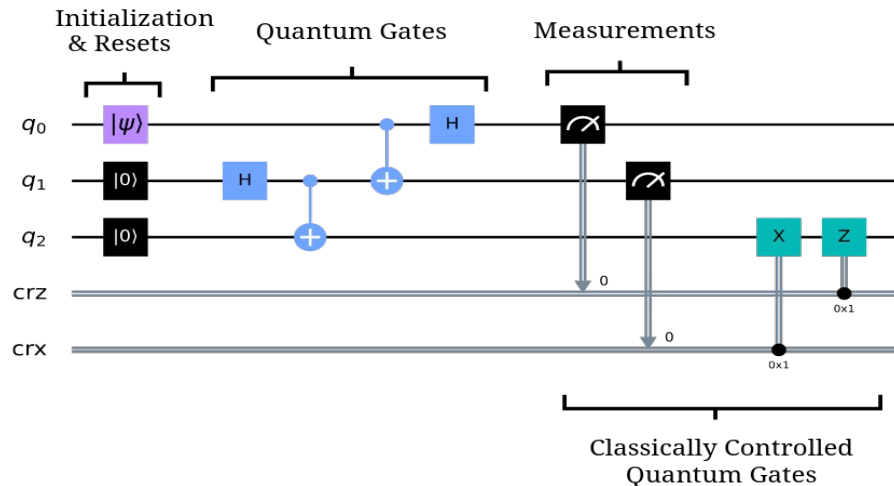 Initialization
& Resets
Quantum Gates
Measurements
q₀ |ψ⟩ H
q₁ |0⟩ H
q₂ |0⟩ X Z
crz 0 0x1
crx 0 0x1
Classically Controlled
Quantum Gates